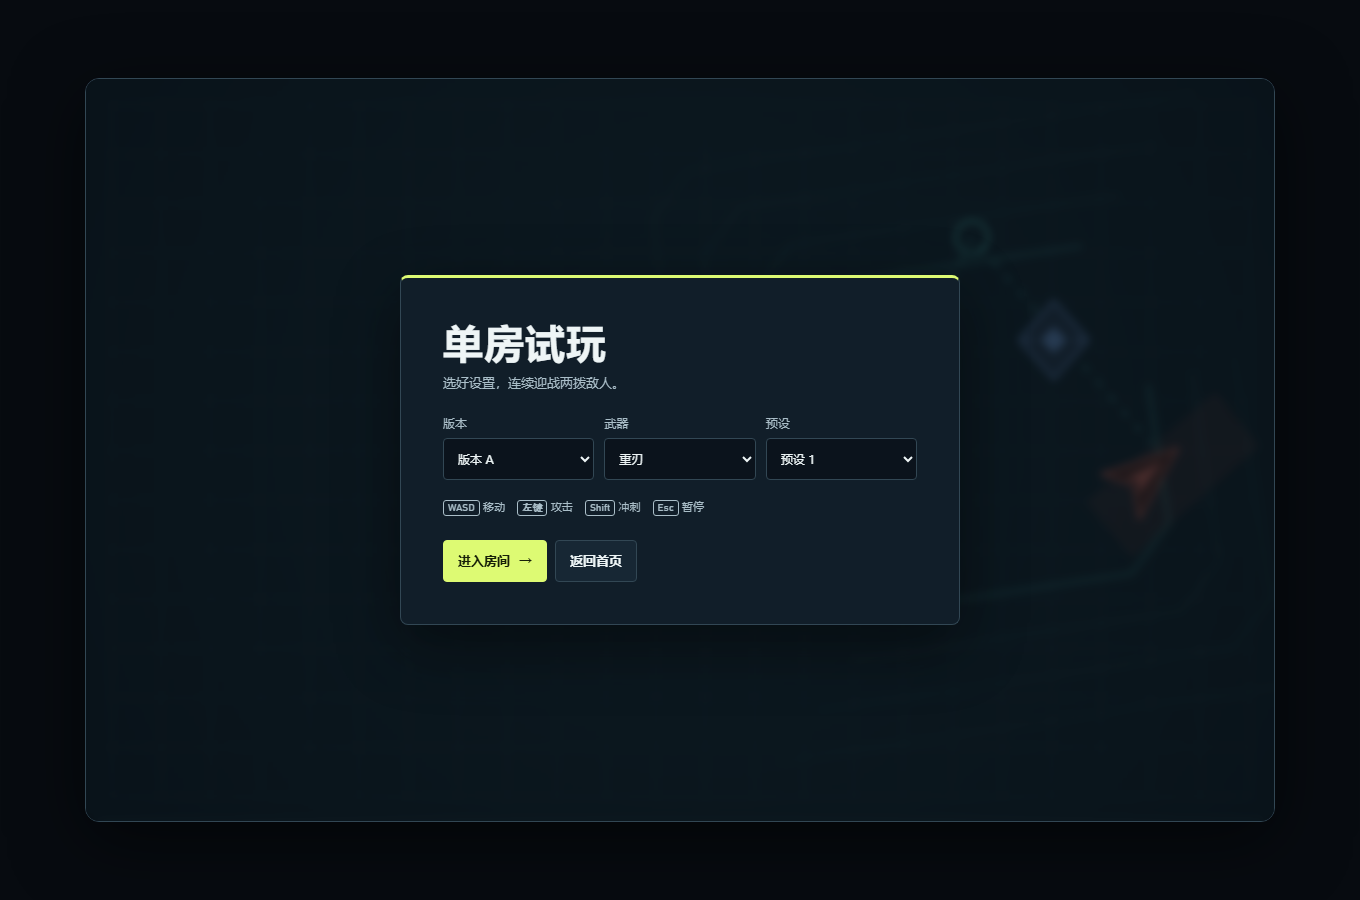 单房试玩
选好设置，连续迎战两拨敌人。
版本 武器 预设
版本 A 重刃 预设 1
WASD 移动 左键 攻击 Shift 冲刺 Esc 暂停
进入房间 → 返回首页